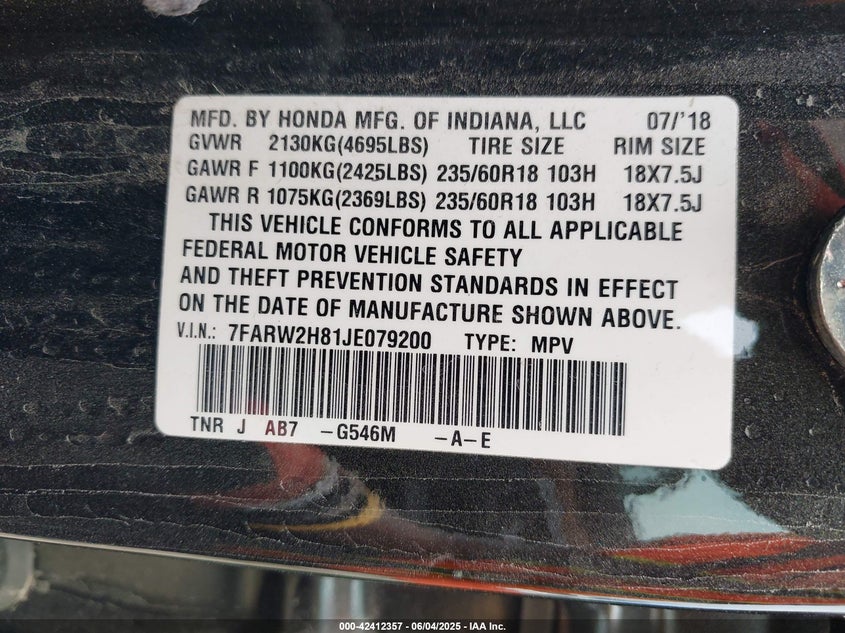 MFD. BY HONDA MFG. OF INDIANA, LLC 07/'18
GVWR 2130KG(4695LBS) TIRE SIZE RIM SIZE
GAWR F 1100KG(2425LBS) 235/60R18 103H 18X7.5J
GAWR R 1075KG(2369LBS) 235/60R18 103H 18X7.5J
THIS VEHICLE CONFORMS TO ALL APPLICABLE
FEDERAL MOTOR VEHICLE SAFETY
AND THEFT PREVENTION STANDARDS IN EFFECT
ON THE DATE OF MANUFACTURE SHOWN ABOVE.
V.I.N.: 7FARW2H81JE079200 TYPE: MPV
TNR J AB7 -G546M -A-E
000-42412357 - 06/04/2025 - IAA Inc.